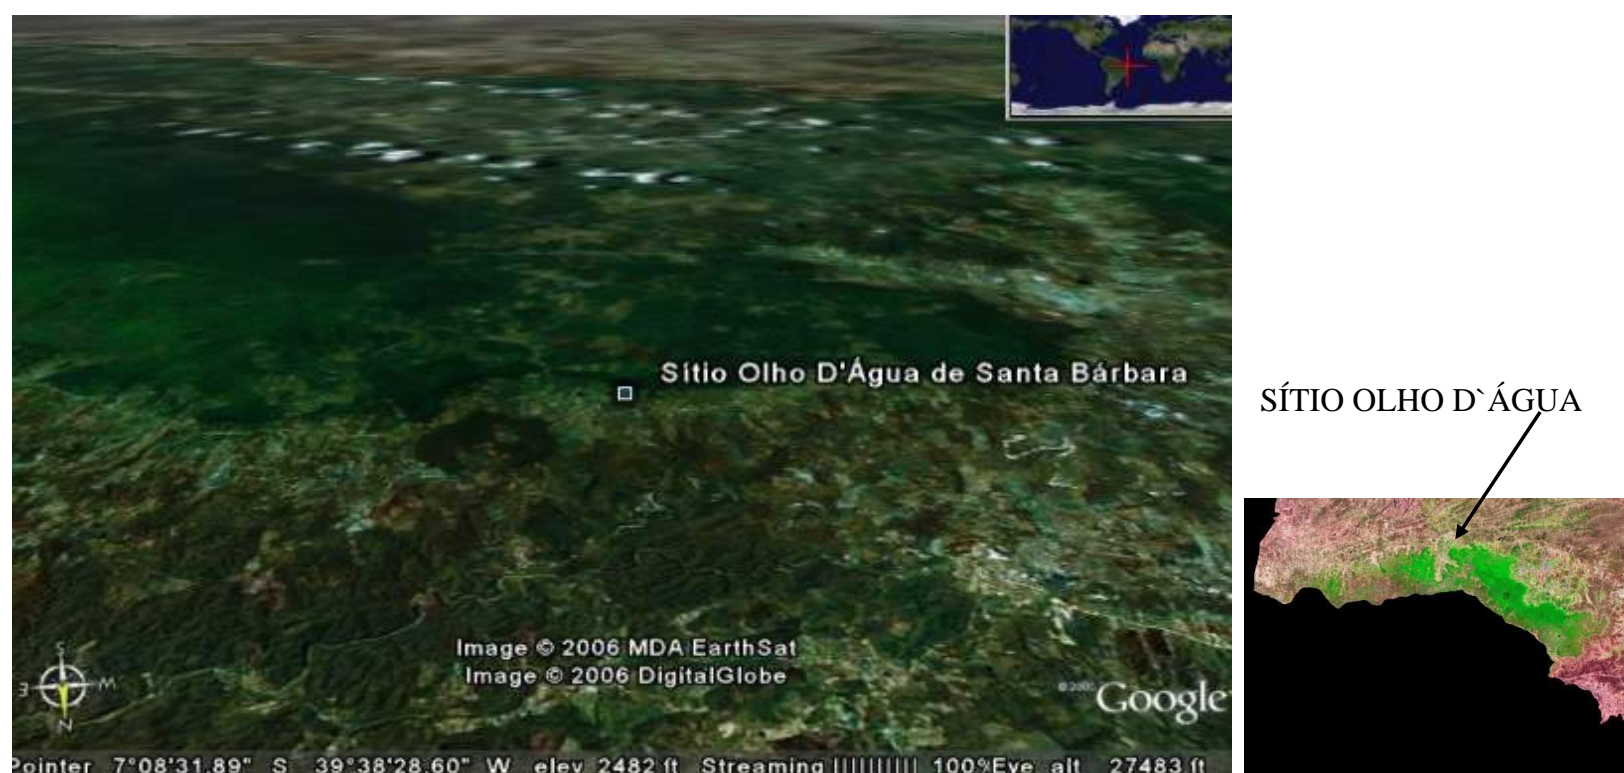 Sítio Olho D'Água de Santa Bárbara
SÍTIO OLHO D`ÁGUA
Image © 2006 MDA EarthSat
Image © 2006 DigitalGlobe
S
E
W
N
Google
Pointer 7°08'31.89" S 39°38'28.60" W elev 2482 ft Streaming |||||||||| 100% Eye alt 27483 ft